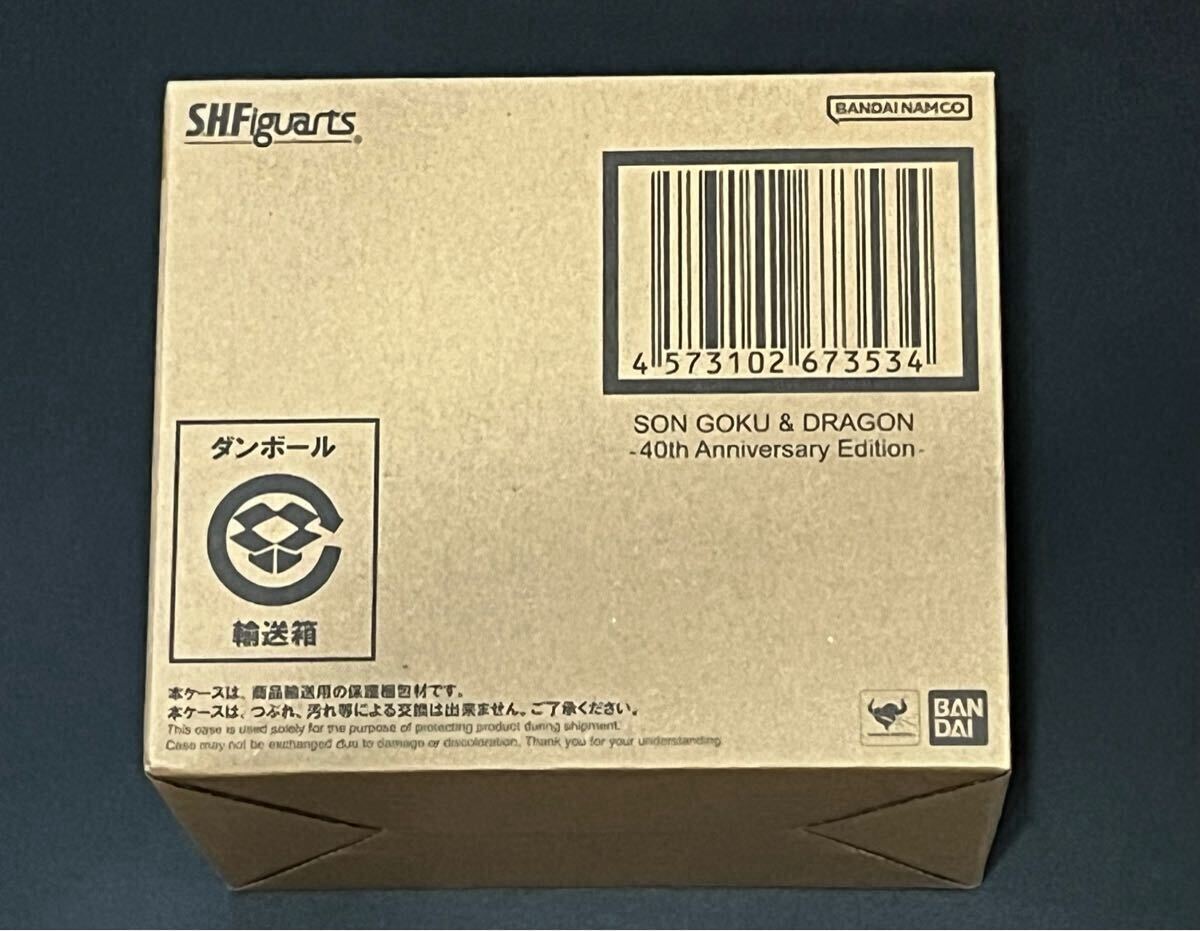 SHFiguarts
BANDAI NAMCO
4 573102 673534
SON GOKU & DRAGON
-40th Anniversary Edition-
ダンボール
輸送箱
本ケースは、商品輸送用の保護梱包材です。
本ケースは、つぶれ、汚れ等による交換は出来ません。ご了承ください。
This case is used solely for the purpose of protecting product during shipment.
Case may not be exchanged due to damage or discoloration. Thank you for your understanding.
BAN
DAI